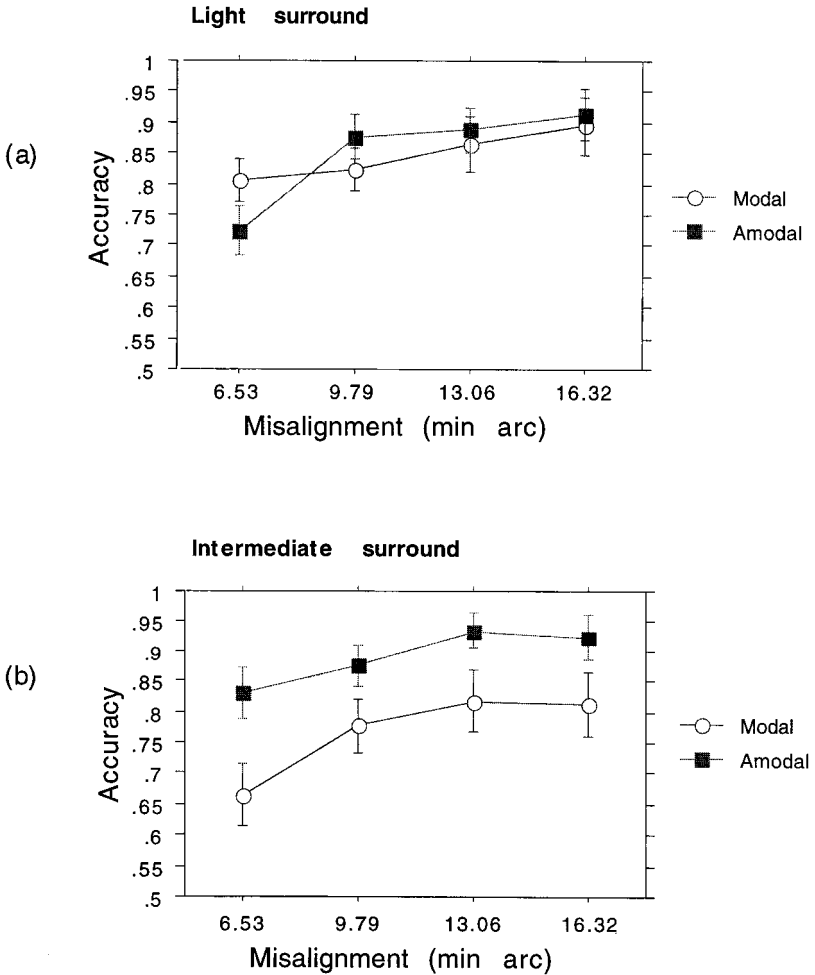 Light surround
(a)
Accuracy
1
.95
.9
.85
.8
.75
.7
.65
.6
.55
.5
6.53 9.79 13.06 16.32
Misalignment (min arc)
Modal
Amodal
Intermediate surround
(b)
Accuracy
1
.95
.9
.85
.8
.75
.7
.65
.6
.55
.5
6.53 9.79 13.06 16.32
Misalignment (min arc)
Modal
Amodal